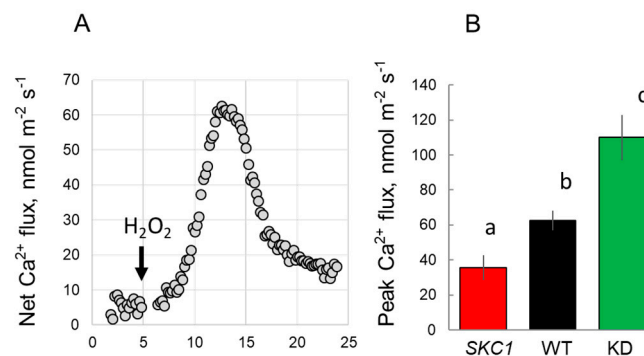 A
B
Net Ca²⁺ flux, nmol m⁻² s⁻¹
70
60
50
40
30
20
10
0
H₂O₂
0
5
10
15
20
25
Peak Ca²⁺ flux, nmol m⁻² s⁻¹
140
120
100
80
60
40
20
0
a
b
SKC1
WT
KD